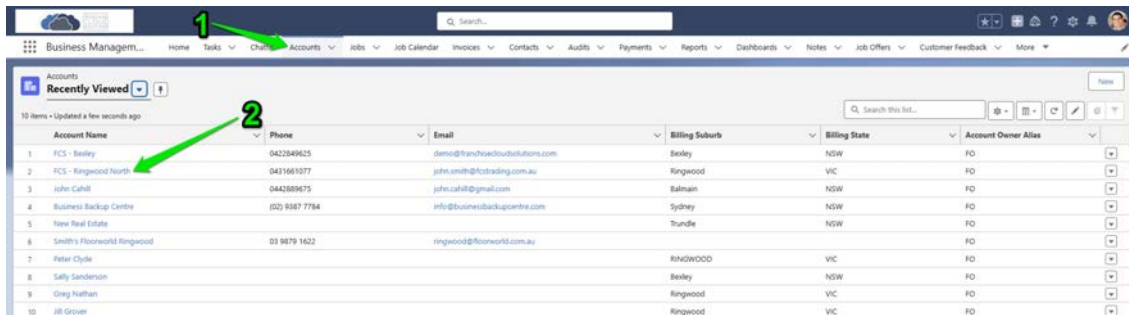 1
Search...
Business Managem... Home Tasks Accounts Jobs Job Calendar Invoices Contacts Audits Payments Reports Dashboards Notes Job Offers Customer Feedback More
Accounts
Recently Viewed
New
10 items • Updated a few seconds ago
Search this list...
2
Account Name Phone Email Billing Suburb Billing State Account Owner Alias
1 FCS - Bexley 0422849625 demo@franchisecloudsolutions.com Bexley NSW FO
2 FCS - Ringwood North 0431661077 john.smith@fcstrading.com.au Ringwood VIC FO
3 John Cahill 0442889675 john.cahill@gmail.com Balmain NSW FO
4 Business Backup Centre (02) 9387 7784 info@businessbackupcentre.com Sydney NSW FO
5 New Real Estate Trundle NSW FO
6 Smith's Floorworld Ringwood 03 9879 1622 ringwood@floorworld.com.au FO
7 Peter Clyde RINGWOOD VIC FO
8 Sally Sanderson Bexley NSW FO
9 Greg Nathan Ringwood VIC FO
10 Jill Grover Ringwood VIC FO